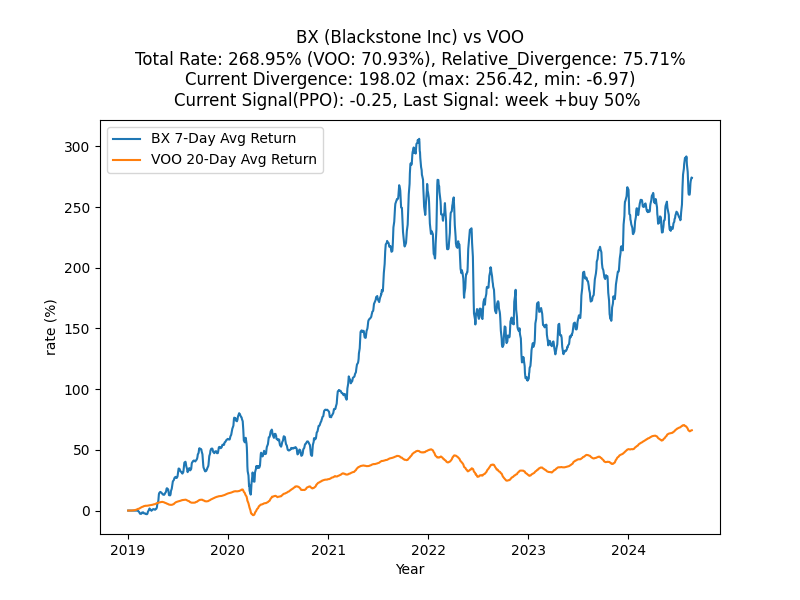 BX (Blackstone Inc) vs VOO
Total Rate: 268.95% (VOO: 70.93%), Relative_Divergence: 75.71%
Current Divergence: 198.02 (max: 256.42, min: -6.97)
Current Signal(PPO): -0.25, Last Signal: week +buy 50%
BX 7-Day Avg Return
VOO 20-Day Avg Return
rate (%)
300
250
200
150
100
50
0
2019
2020
2021
2022
2023
2024
Year